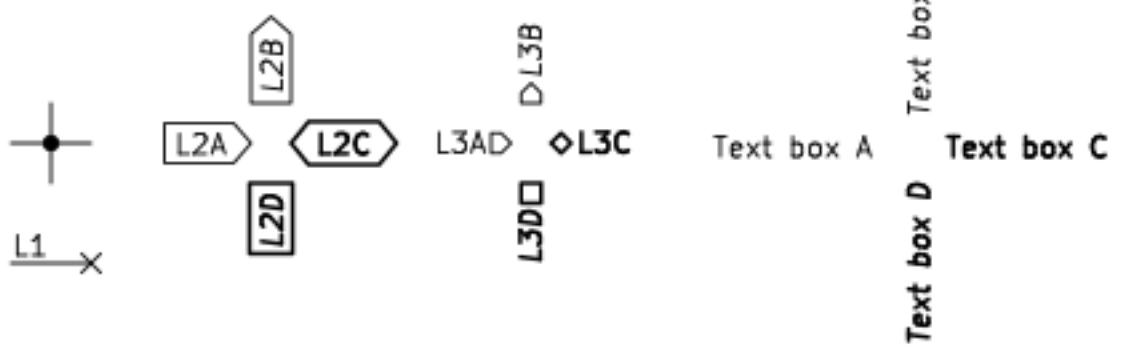 L2B
L3B
Text box
L2A
L2C
L3A
L3C
Text box A
Text box C
L2D
L3D
Text box D
L1